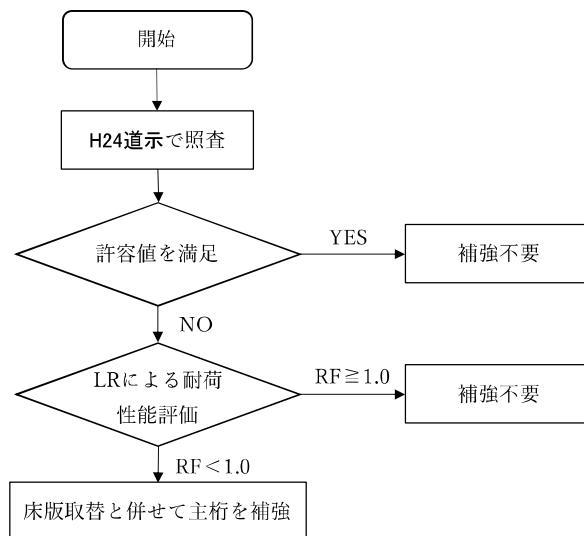 開始
H24道示で照査
許容値を満足
YES
補強不要
NO
LRによる耐荷
性能評価
RF≧1.0
補強不要
RF<1.0
床版取替と併せて主桁を補強